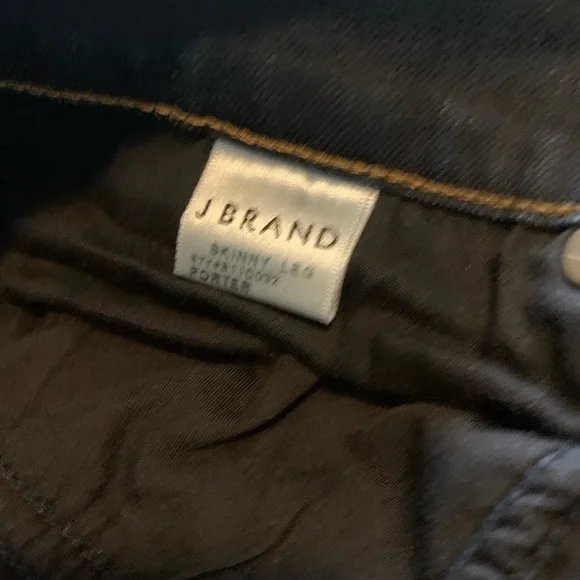 J BRAND
SKINNY LEG
PORTER